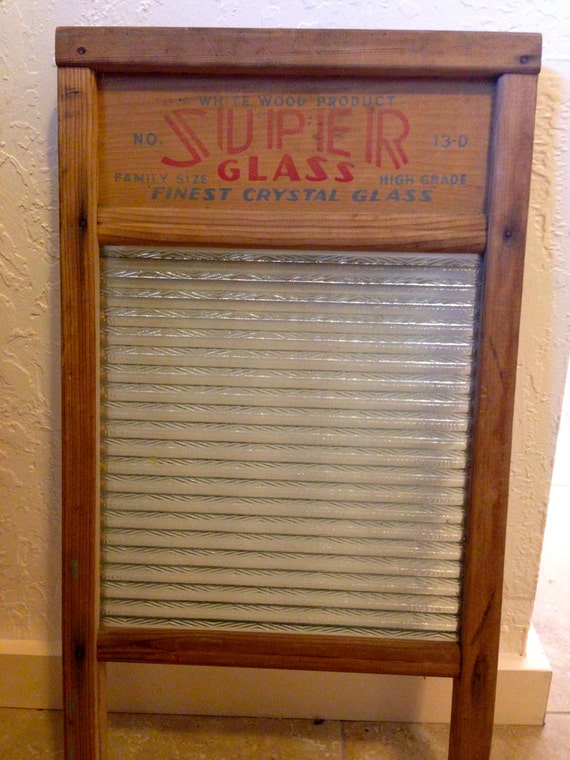 WHITE WOOD PRODUCT
NO. SUPER 13-D
FAMILY SIZE GLASS HIGH GRADE
FINEST CRYSTAL GLASS